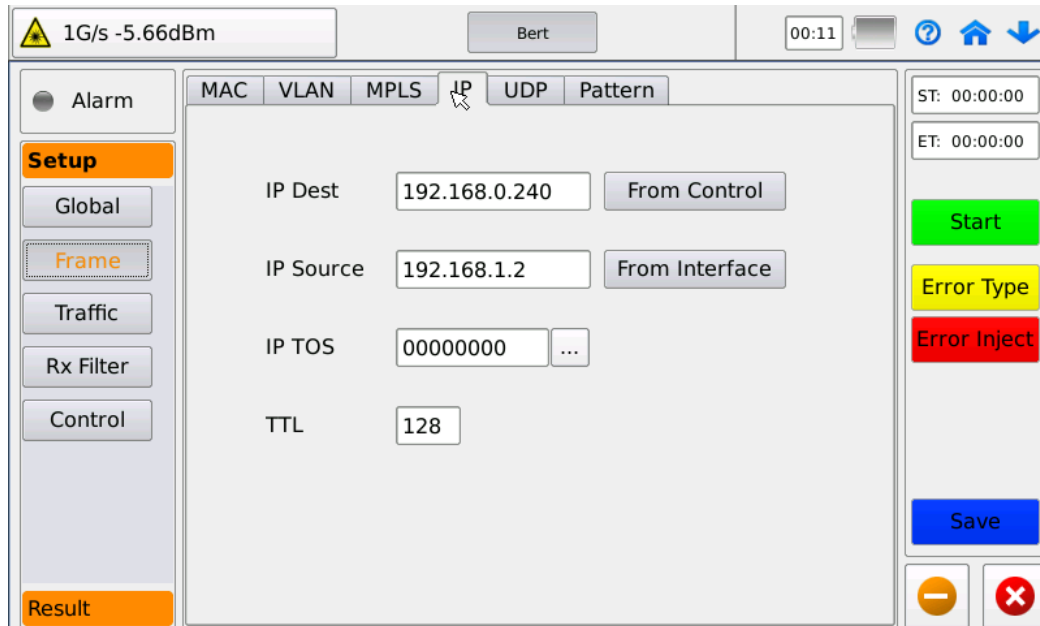 1G/s -5.66dBm
Bert
00:11
Alarm
MAC VLAN MPLS IP UDP Pattern
ST: 00:00:00
ET: 00:00:00
Setup
Global
Frame
Traffic
Rx Filter
Control
Result
IP Dest 192.168.0.240 From Control
IP Source 192.168.1.2 From Interface
IP TOS 00000000 ...
TTL 128
Start
Error Type
Error Inject
Save